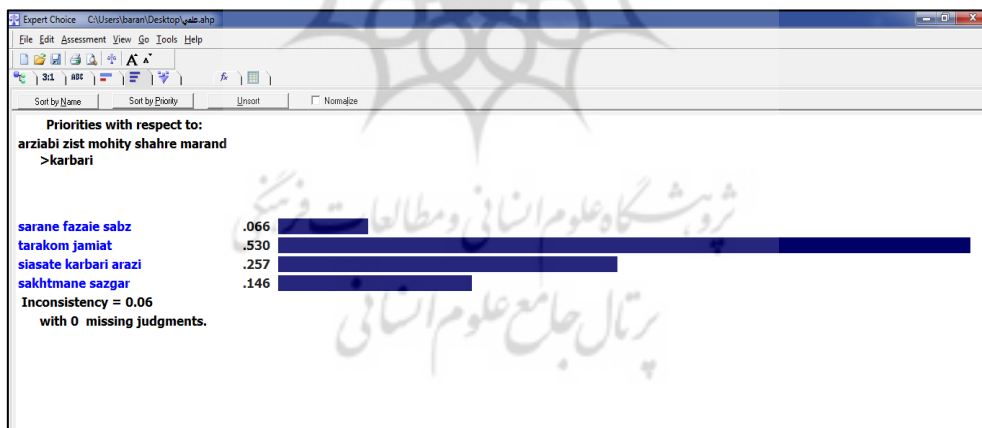 Expert Choice C:\Users\baran\Desktop\علمي.ahp
File Edit Assessment View Go Tools Help
A A
3:1 ABC fx
Sort by Name Sort by Priority Unsort Normalize
Priorities with respect to:
arziabi zist mohity shahre marand
>karbari
sarane fazaie sabz .066
tarakom jamiat .530
siasate karbari arazi .257
sakhtmane sazgar .146
Inconsistency = 0.06
with 0 missing judgments.
پژوهشگاه علوم انسانی و مطالعات فرهنگی
پرتال جامع علوم انسانی